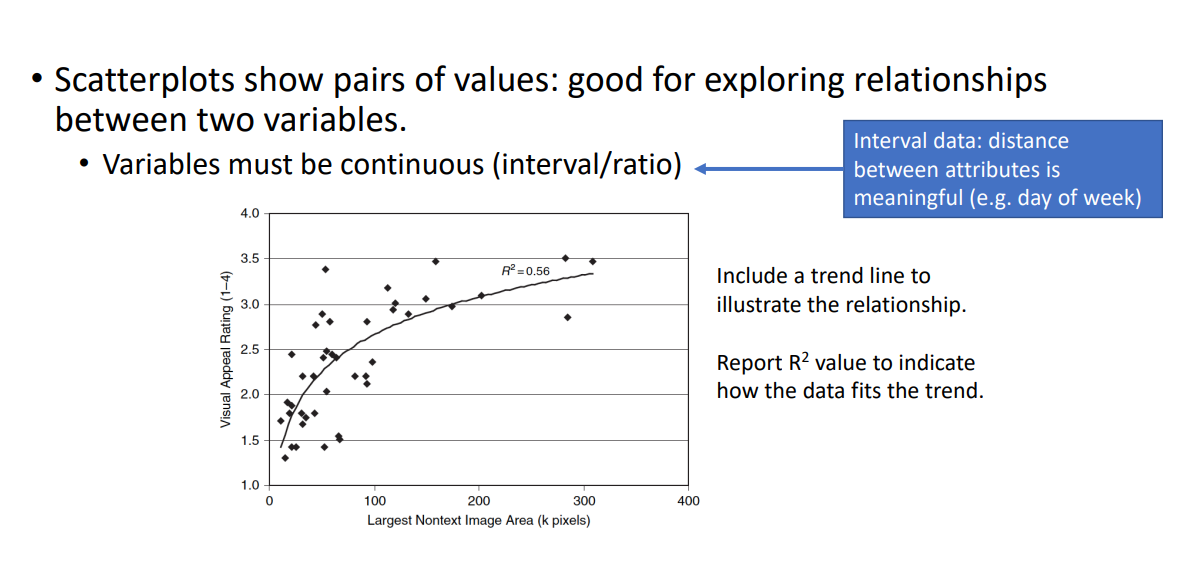 • Scatterplots show pairs of values: good for exploring relationships
between two variables.
• Variables must be continuous (interval/ratio)
Interval data: distance
between attributes is
meaningful (e.g. day of week)
4.0
3.5
3.0
2.5
2.0
1.5
1.0
Visual Appeal Rating (1–4)
R² = 0.56
0
100
200
300
400
Largest Nontext Image Area (k pixels)
Include a trend line to
illustrate the relationship.
Report R² value to indicate
how the data fits the trend.